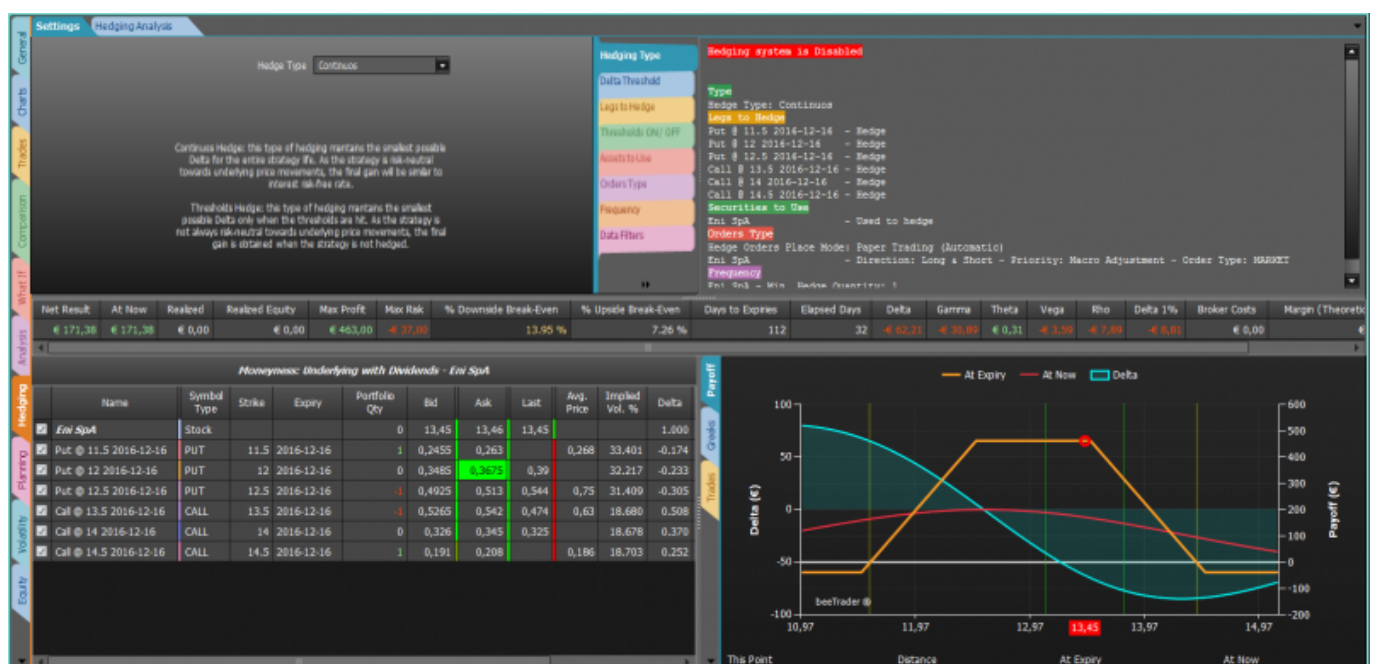 Settings Hedging Analysis
General
Charts
Trades
Comparison
What If
Analysis
Hedging
Planning
Volatility
Equity
Hedge Type Continuos
Continuos Hedge: this type of hedging mantains the smallest possible
Delta for the entire strategy life. As the strategy is risk-neutral
towards underlying price movements, the final gain will be similar to
interest risk-free rate.
Thresholds Hedge: this type of hedging mantains the smallest
possible Delta only when the thresholds are hit. As the strategy is
not always risk-neutral towards underlying price movements, the final
gain is obtained when the strategy is not hedged.
Hedging Type
Delta Threshold
Legs to Hedge
Thresholds ON/ OFF
Assets to Use
Orders Type
Frequency
Data Filters
Hedging system is Disabled
Type
Hedge Type: Continuos
Legs to Hedge
Put @ 11.5 2016-12-16 - Hedge
Put @ 12 2016-12-16 - Hedge
Put @ 12.5 2016-12-16 - Hedge
Call @ 13.5 2016-12-16 - Hedge
Call @ 14 2016-12-16 - Hedge
Call @ 14.5 2016-12-16 - Hedge
Securities to Use
Eni SpA - Used to hedge
Orders Type
Hedge Orders Place Mode: Paper Trading (Automatic)
Eni SpA - Direction: Long & Short - Priority: Macro Adjustment - Order Type: MARKET
Frequency
Eni SpA - Min. Hedge Quantity: 1
Net Result At Now Realized Realized Equity Max Profit Max Risk % Downside Break-Even % Upside Break-Even Days to Expiries Elapsed Days Delta Gamma Theta Vega Rho Delta 1% Broker Costs Margin (Theoretic
€ 171,38 € 171,38 € 0,00 € 0,00 € 463,00 -€ 37,00 13.95 % 7.26 % 112 32 -€ 62,21 -€ 30,89 € 0,31 -€ 3,59 -€ 7,89 € 0,00 €
Moneyness: Underlying with Dividends - Eni SpA
Name Symbol Type Strike Expiry Portfolio Qty Bid Ask Last Avg. Price Implied Vol. % Delta
Eni SpA Stock 0 13,45 13,46 13,45 1.000
Put @ 11.5 2016-12-16 PUT 11.5 2016-12-16 1 0,2455 0,263 0,268 33.401 -0.174
Put @ 12 2016-12-16 PUT 12 2016-12-16 0 0,3485 0,3675 0,39 32.217 -0.233
Put @ 12.5 2016-12-16 PUT 12.5 2016-12-16 -1 0,4925 0,513 0,544 0,75 31.409 -0.305
Call @ 13.5 2016-12-16 CALL 13.5 2016-12-16 -1 0,5265 0,542 0,474 0,63 18.680 0.508
Call @ 14 2016-12-16 CALL 14 2016-12-16 0 0,326 0,345 0,325 18.678 0.370
Call @ 14.5 2016-12-16 CALL 14.5 2016-12-16 1 0,191 0,208 0,186 18.703 0.252
Payoff
Greeks
Trades
At Expiry At Now Delta
100
50
0
-50
-100
Delta (€)
600
500
400
300
200
100
0
-100
-200
Payoff (€)
beeTrader ®
10,97 11,97 12,97 13,45 13,97 14,97
This Point Distance At Expiry At Now